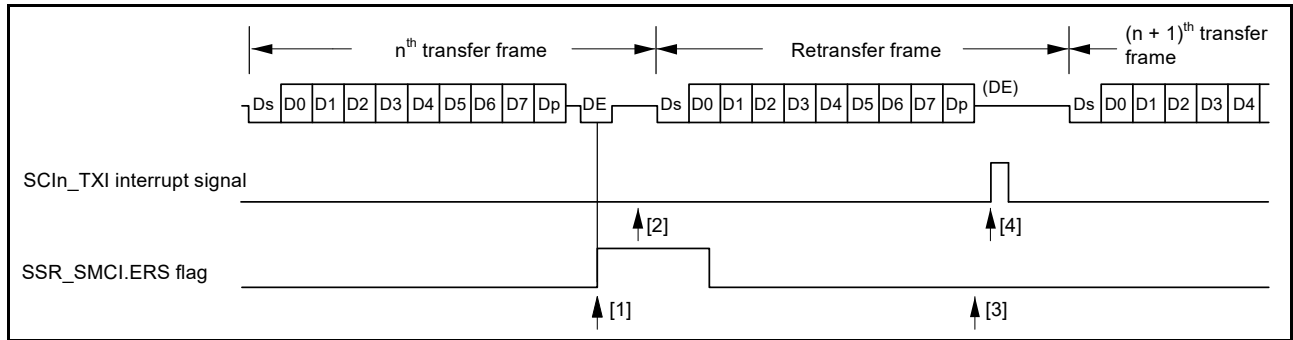 nth transfer frame
Retransfer frame
(n + 1)th transfer
frame
Ds D0 D1 D2 D3 D4 D5 D6 D7 Dp DE Ds D0 D1 D2 D3 D4 D5 D6 D7 Dp (DE) Ds D0 D1 D2 D3 D4
SCIn_TXI interrupt signal
[2] [4]
SSR_SMCI.ERS flag
[1] [3]